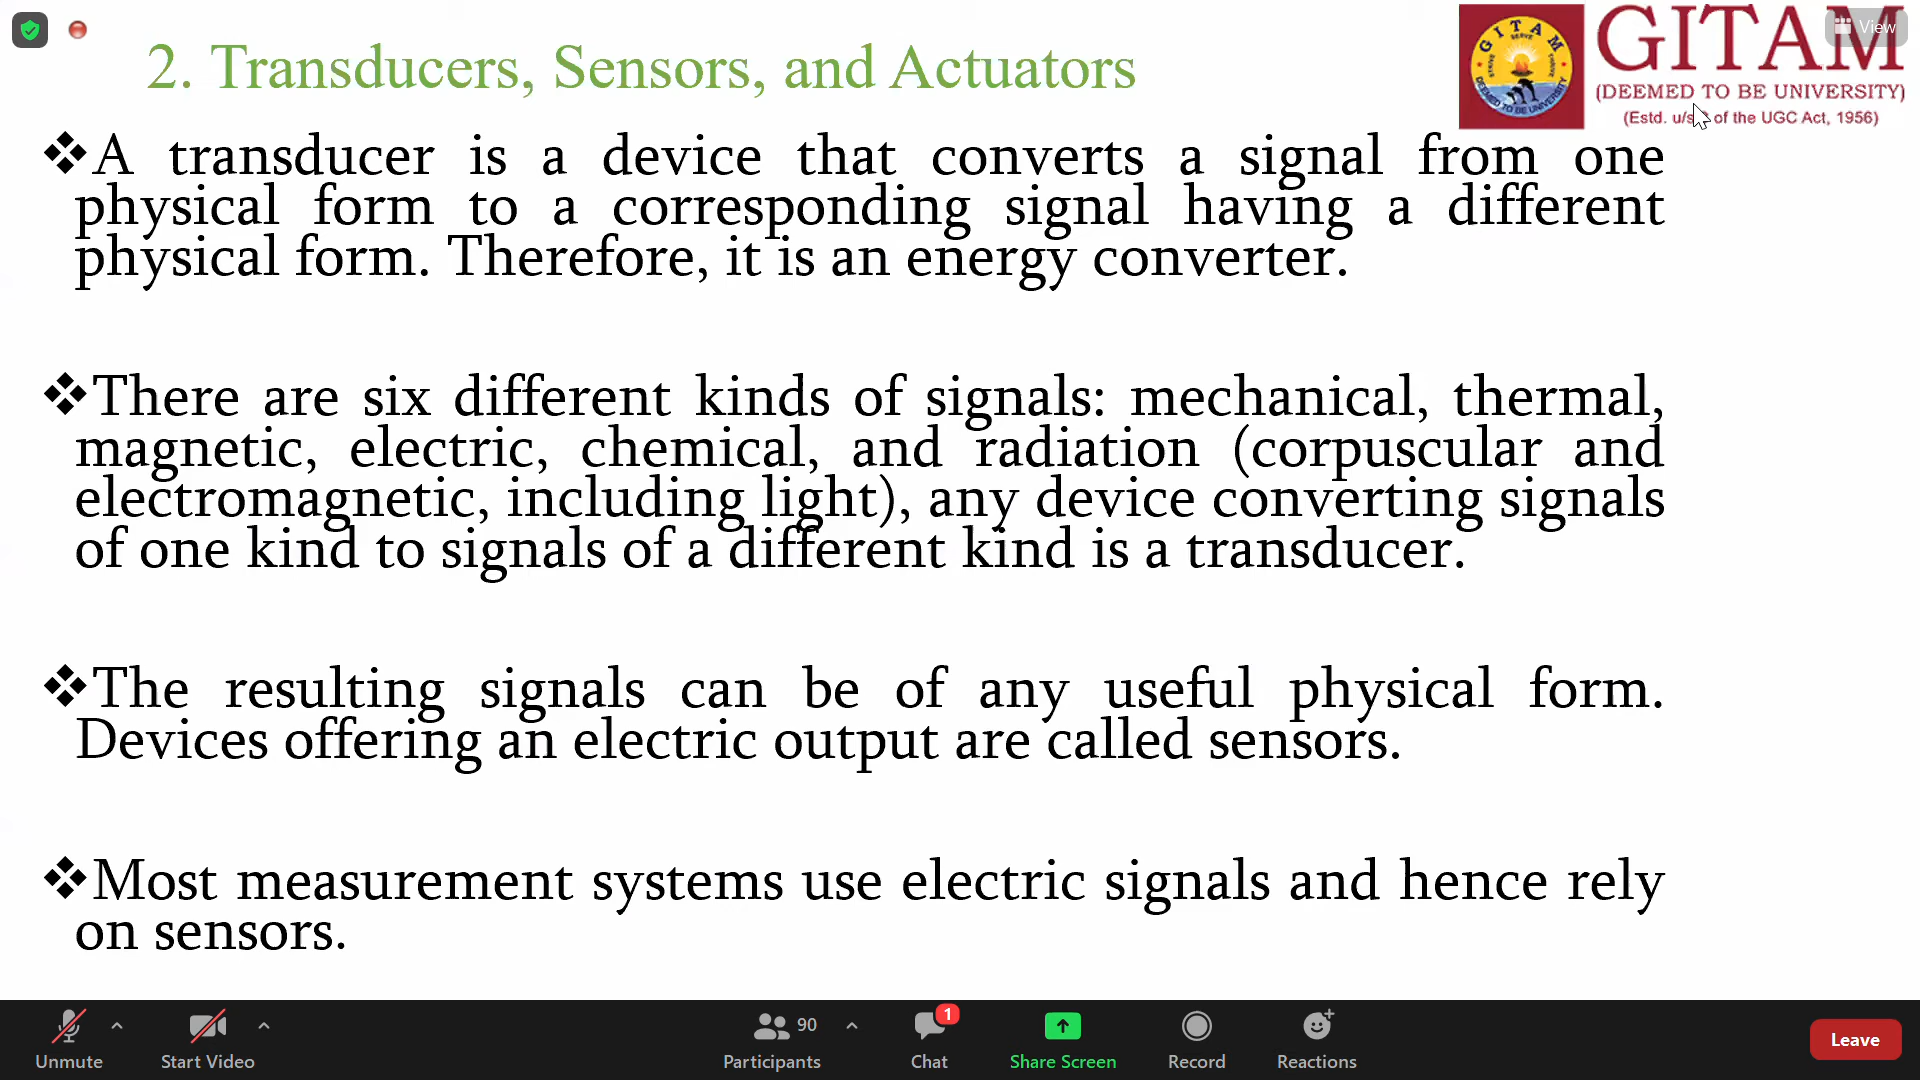 2. Transducers, Sensors, and Actuators
GITAM
View
(DEEMED TO BE UNIVERSITY)
(Estd. u/s of the UGC Act, 1956)
GITAM
SERVE
DEEMED TO BE UNIVERSITY
❖A transducer is a device that converts a signal from one
physical form to a corresponding signal having a different
physical form. Therefore, it is an energy converter.
❖There are six different kinds of signals: mechanical, thermal,
magnetic, electric, chemical, and radiation (corpuscular and
electromagnetic, including light), any device converting signals
of one kind to signals of a different kind is a transducer.
❖The resulting signals can be of any useful physical form.
Devices offering an electric output are called sensors.
❖Most measurement systems use electric signals and hence rely
on sensors.
Unmute
Start Video
90
Participants
1
Chat
Share Screen
Record
Reactions
Leave